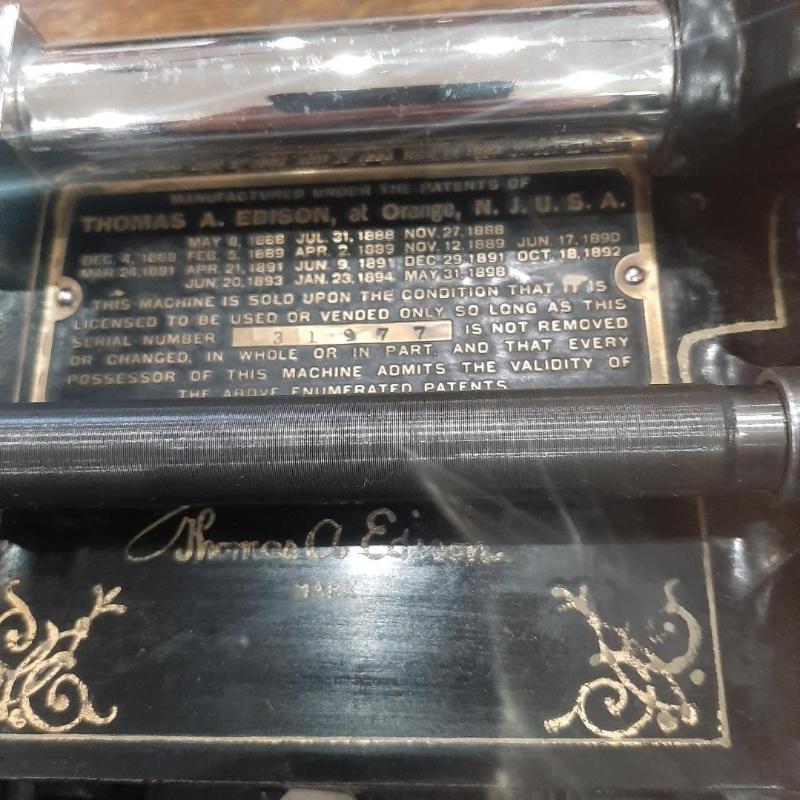 MANUFACTURED UNDER THE PATENTS OF
THOMAS A. EDISON, at Orange, N. J. U. S. A.
MAY 8, 1888 JUL 31, 1888 NOV. 27, 1888
DEC. 4, 1888 FEB. 5, 1889 APR. 2, 1889 NOV. 12, 1889 JUN. 17, 1890
MAR. 24, 1891 APR. 21, 1891 JUN. 9, 1891 DEC. 29, 1891 OCT. 18, 1892
JUN. 20, 1893 JAN. 23, 1894 MAY. 31, 1898
THIS MACHINE IS SOLD UPON THE CONDITION THAT IT IS
LICENSED TO BE USED OR VENDED ONLY SO LONG AS THIS
SERIAL NUMBER 31977 IS NOT REMOVED
OR CHANGED, IN WHOLE OR IN PART, AND THAT EVERY
POSSESSOR OF THIS MACHINE ADMITS THE VALIDITY OF
THE ABOVE ENUMERATED PATENTS
Thomas A Edison
MARK